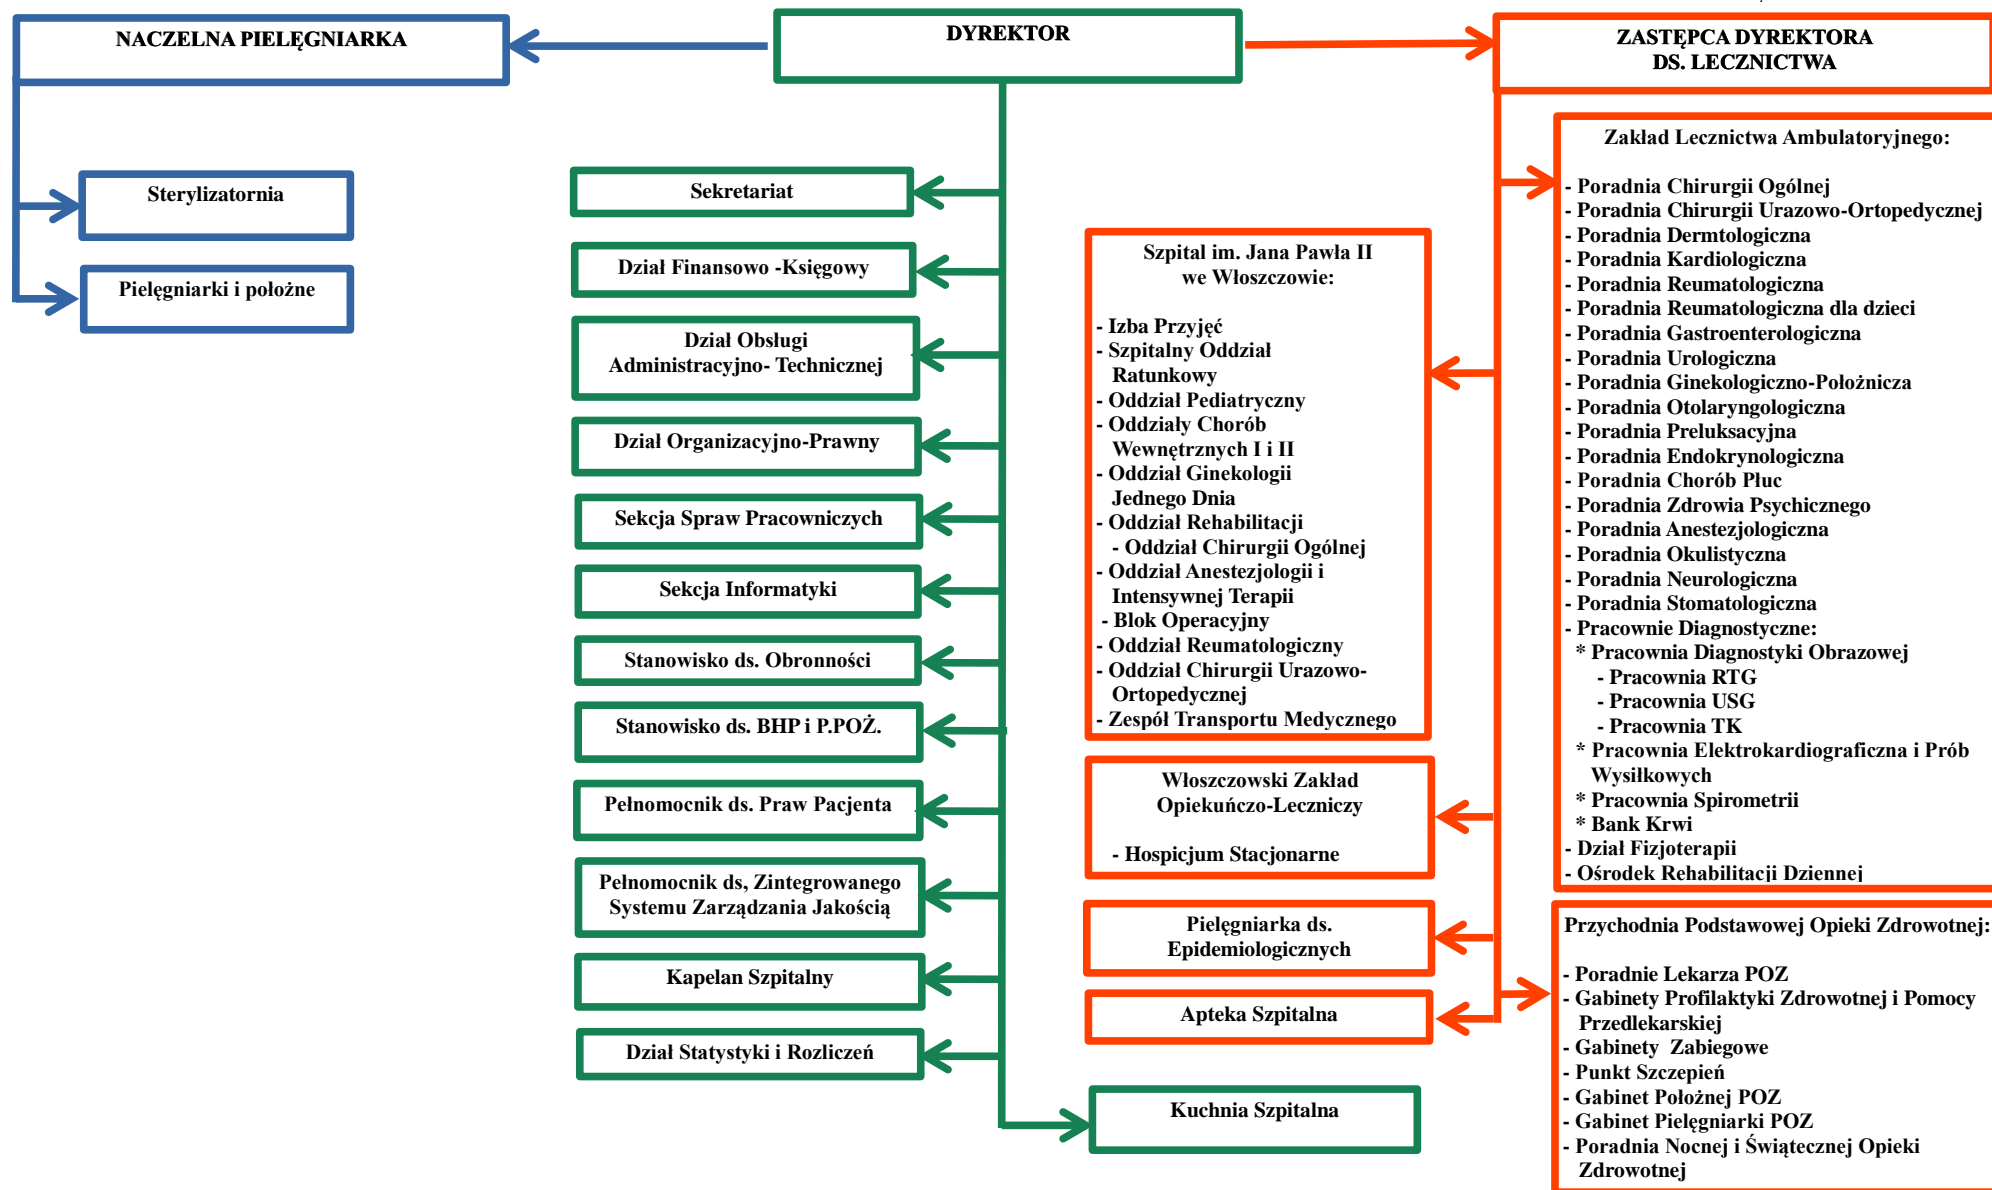 NACZELNA PIELĘGNIARKA
DYREKTOR
ZASTĘPCA DYREKTORA
DS. LECZNICTWA
Sterylizatornia
Pielęgniarki i położne
Sekretariat
Dział Finansowo -Księgowy
Dział Obsługi
Administracyjno- Technicznej
Dział Organizacyjno-Prawny
Sekcja Spraw Pracowniczych
Sekcja Informatyki
Stanowisko ds. Obronności
Stanowisko ds. BHP i P.POŻ.
Pełnomocnik ds. Praw Pacjenta
Pełnomocnik ds, Zintegrowanego
Systemu Zarządzania Jakością
Kapelan Szpitalny
Dział Statystyki i Rozliczeń
Kuchnia Szpitalna
Szpital im. Jana Pawła II
we Włoszczowie:
- Izba Przyjęć
- Szpitalny Oddział
Ratunkowy
- Oddział Pediatryczny
- Oddziały Chorób
Wewnętrznych I i II
- Oddział Ginekologii
Jednego Dnia
- Oddział Rehabilitacji
- Oddział Chirurgii Ogólnej
- Oddział Anestezjologii i
Intensywnej Terapii
- Blok Operacyjny
- Oddział Reumatologiczny
- Oddział Chirurgii Urazowo-
Ortopedycznej
- Zespół Transportu Medycznego
Włoszczowski Zakład
Opiekuńczo-Leczniczy
- Hospicjum Stacjonarne
Pielęgniarka ds.
Epidemiologicznych
Apteka Szpitalna
Zakład Lecznictwa Ambulatoryjnego:
- Poradnia Chirurgii Ogólnej
- Poradnia Chirurgii Urazowo-Ortopedycznej
- Poradnia Dermtologiczna
- Poradnia Kardiologiczna
- Poradnia Reumatologiczna
- Poradnia Reumatologiczna dla dzieci
- Poradnia Gastroenterologiczna
- Poradnia Urologiczna
- Poradnia Ginekologiczno-Położnicza
- Poradnia Otolaryngologiczna
- Poradnia Preluksacyjna
- Poradnia Endokrynologiczna
- Poradnia Chorób Płuc
- Poradnia Zdrowia Psychicznego
- Poradnia Anestezjologiczna
- Poradnia Okulistyczna
- Poradnia Neurologiczna
- Poradnia Stomatologiczna
- Pracownie Diagnostyczne:
* Pracownia Diagnostyki Obrazowej
- Pracownia RTG
- Pracownia USG
- Pracownia TK
* Pracownia Elektrokardiograficzna i Prób
Wysiłkowych
* Pracownia Spirometrii
* Bank Krwi
- Dział Fizjoterapii
- Ośrodek Rehabilitacji Dziennej
Przychodnia Podstawowej Opieki Zdrowotnej:
- Poradnie Lekarza POZ
- Gabinety Profilaktyki Zdrowotnej i Pomocy
Przedlekarskiej
- Gabinety Zabiegowe
- Punkt Szczepień
- Gabinet Położnej POZ
- Gabinet Pielęgniarki POZ
- Poradnia Nocnej i Świątecznej Opieki
Zdrowotnej